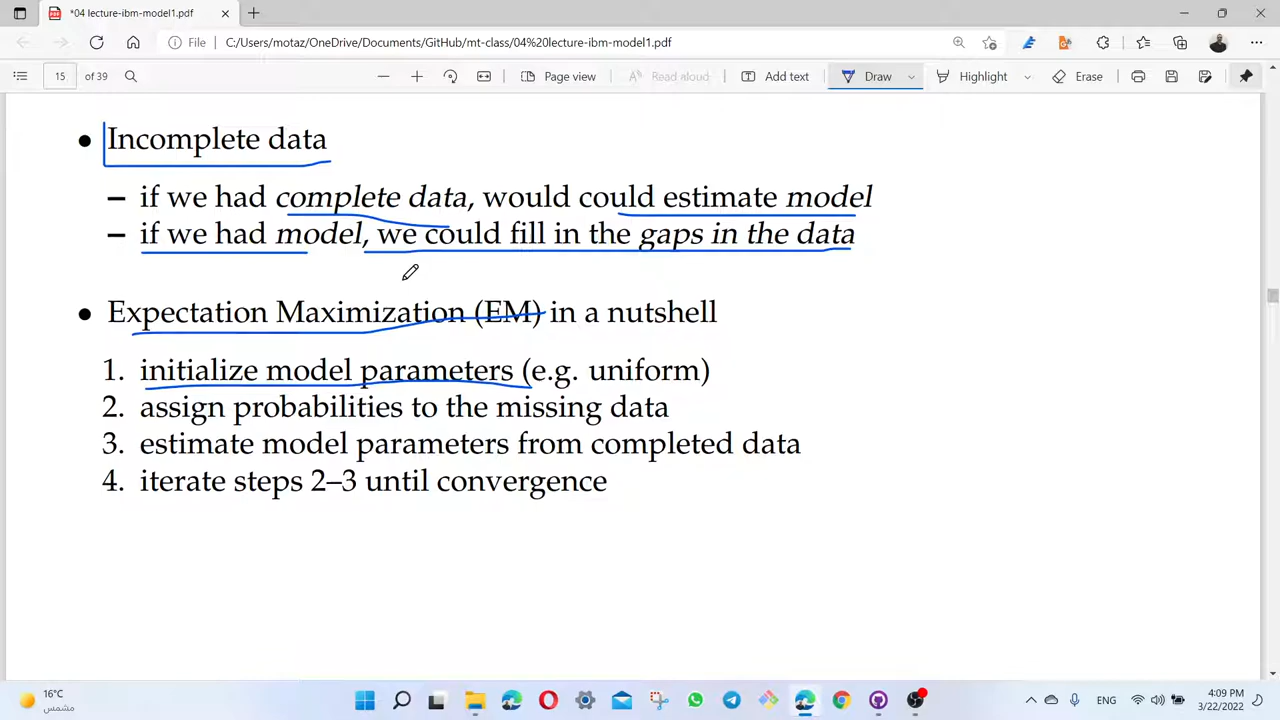 *04 lecture-ibm-model1.pdf
File
C:/Users/motaz/OneDrive/Documents/GitHub/mt-class/04%20lecture-ibm-model1.pdf
15 of 39
Page view
Read aloud
Add text
Draw
Highlight
Erase
• Incomplete data
– if we had complete data, would could estimate model
– if we had model, we could fill in the gaps in the data
• Expectation Maximization (EM) in a nutshell
1. initialize model parameters (e.g. uniform)
2. assign probabilities to the missing data
3. estimate model parameters from completed data
4. iterate steps 2–3 until convergence
16°C
مشمس
ENG
4:09 PM
3/22/2022